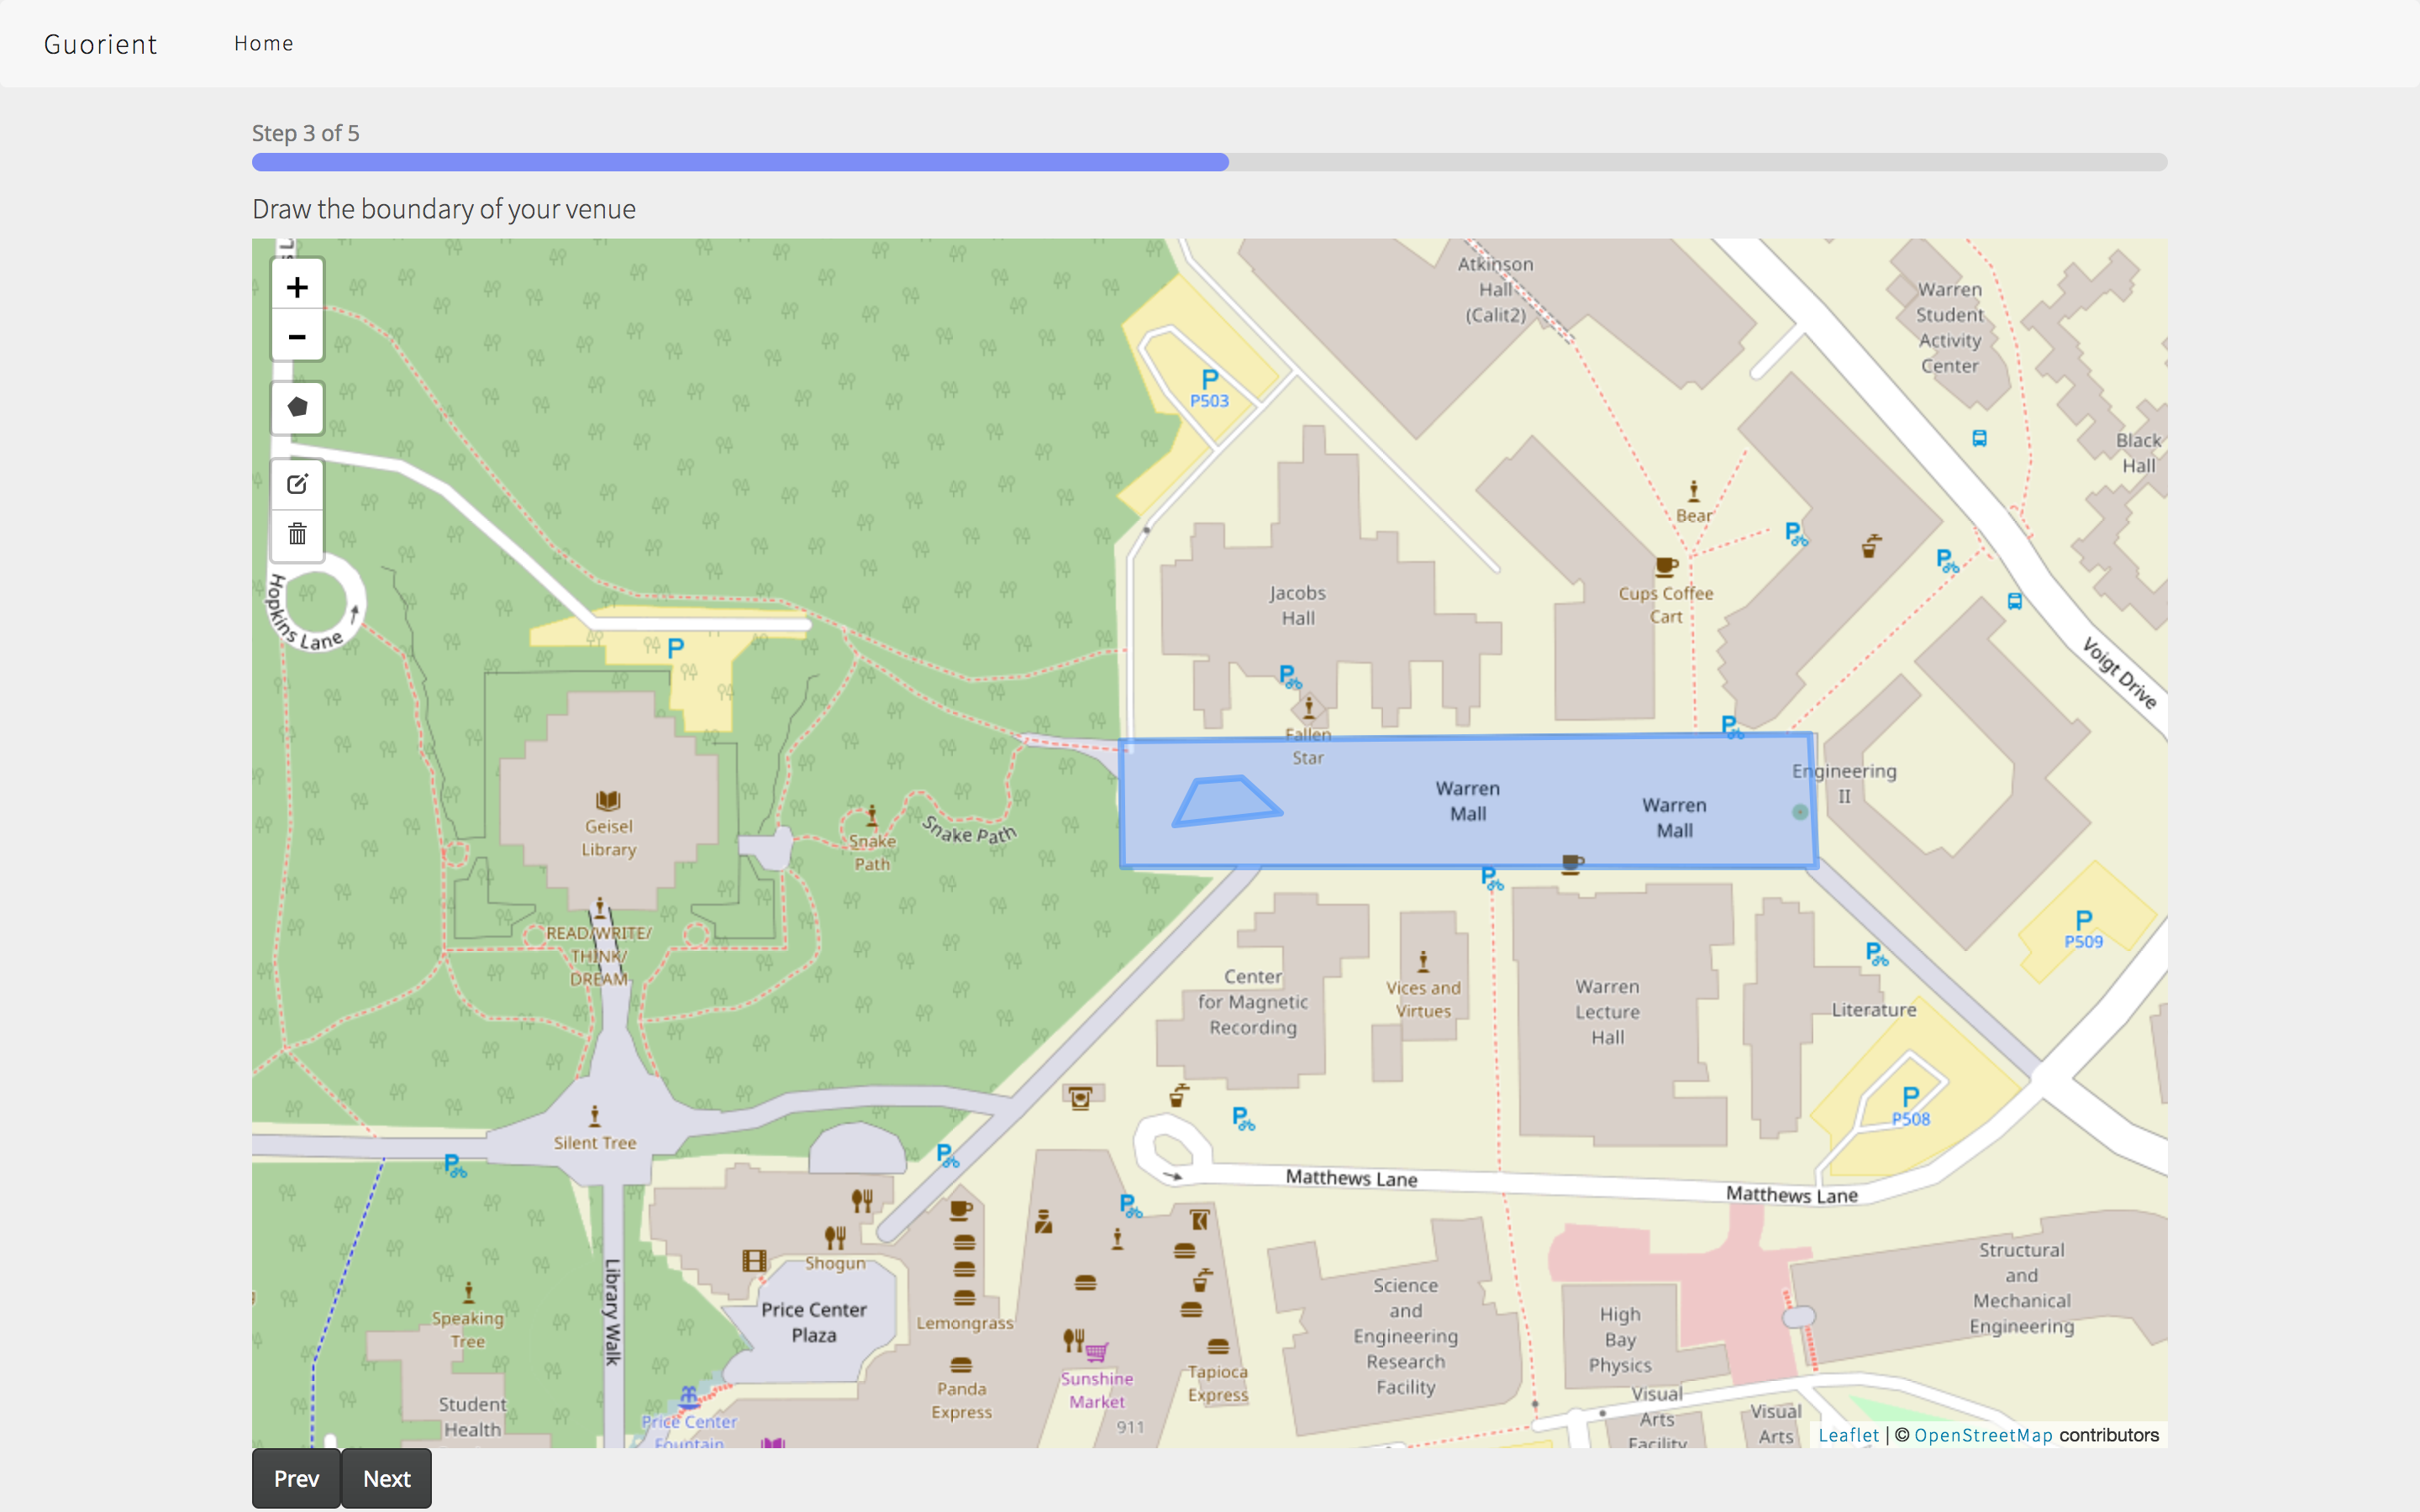 Guorient
Home
Step 3 of 5
Draw the boundary of your venue
+
-
Atkinson
Hall
(Calit2)
Warren
Student
Activity
Center
P
P503
Black
Hall
Bear
Cups Coffee
Cart
Jacobs
Hall
Hopkins Lane
P
Voigt Drive
Fallen
Star
Engineering
II
Warren
Mall
Warren
Mall
Geisel
Library
Snake Path
Snake
Path
READ/WRITE/
THINK/
DREAM
P
P509
Center
for Magnetic
Recording
Vices and
Virtues
Warren
Lecture
Hall
Literature
P
P508
Silent Tree
Matthews Lane
Matthews Lane
Shogun
Library Walk
Price Center
Plaza
Lemongrass
Speaking
Tree
Panda
Express
Sunshine
Market
Tapioca
Express
911
Science
and
Engineering
Research
Facility
High
Bay
Physics
Structural
and
Mechanical
Engineering
Student
Health
Price Center
Fountain
Visual
Arts
Facility
Visual
Arts
Leaflet | © OpenStreetMap contributors
Prev
Next